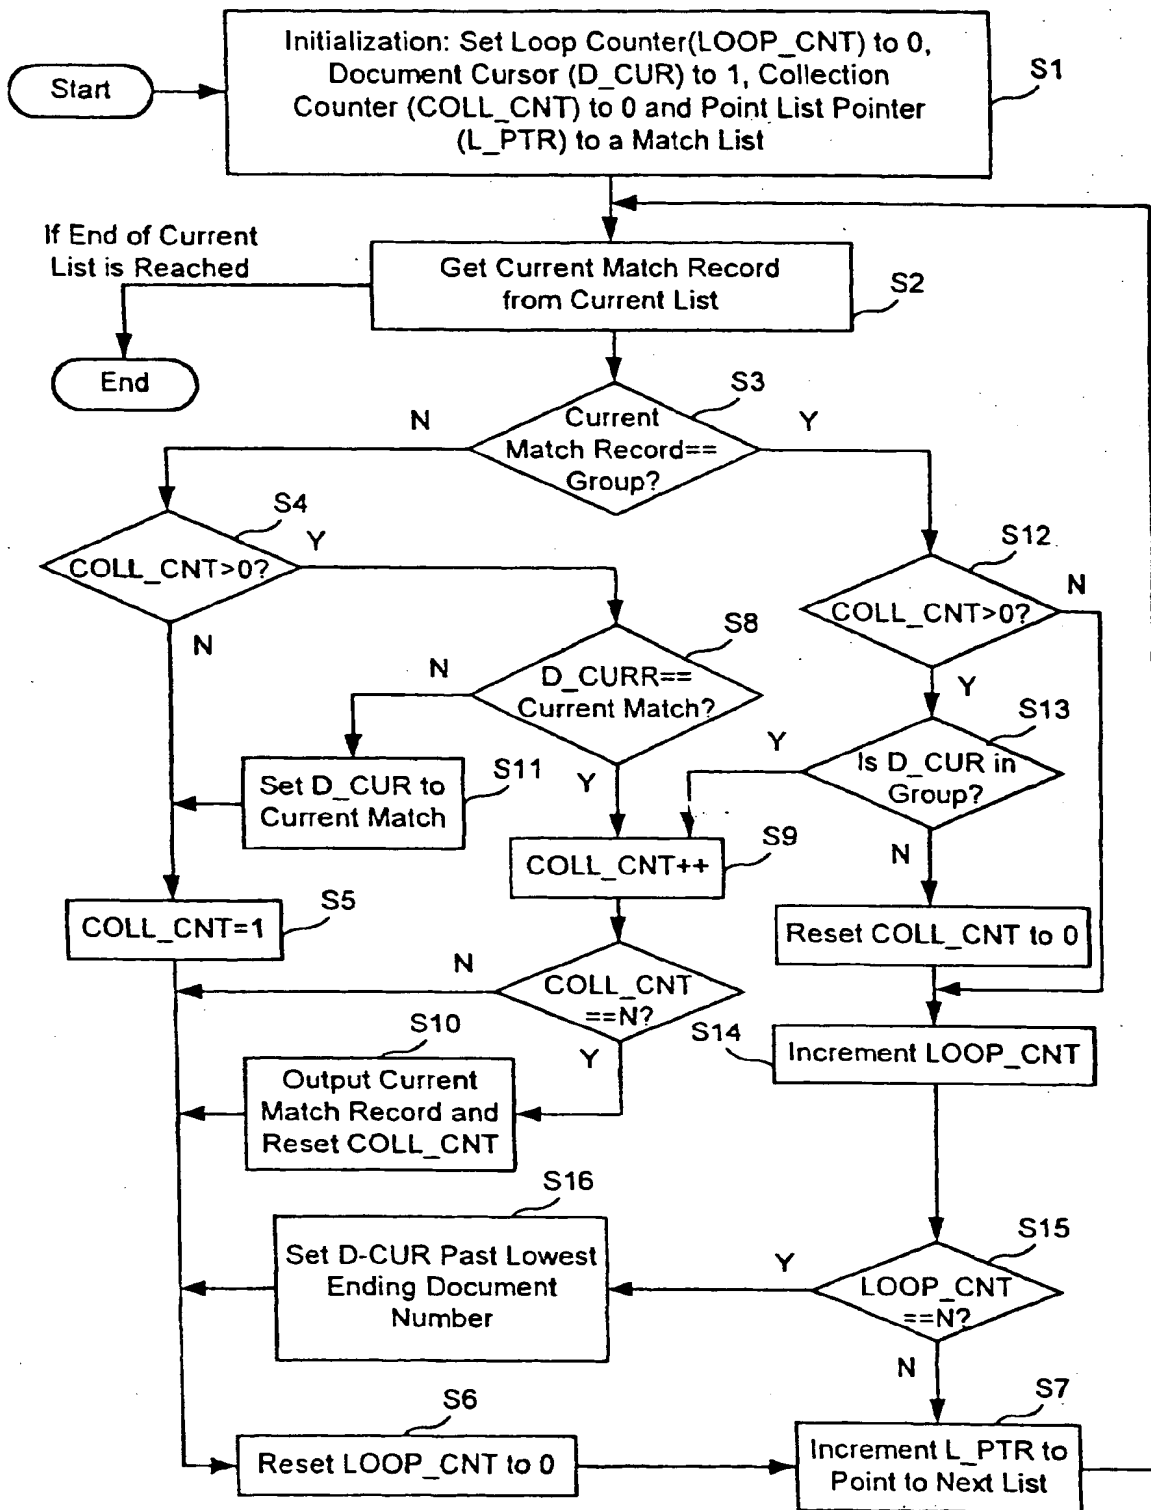 Initialization: Set Loop Counter(LOOP_CNT) to 0,
Document Cursor (D_CUR) to 1, Collection
Counter (COLL_CNT) to 0 and Point List Pointer
(L_PTR) to a Match List
S1
Start
If End of Current
List is Reached
Get Current Match Record
from Current List
S2
End
S3
N
Current
Match Record==
Group?
Y
S4
COLL_CNT>0?
Y
N
S12
COLL_CNT>0?
N
Y
S8
N
D_CURR==
Current Match?
Y
S13
Y
Is D_CUR in
Group?
N
S11
Set D_CUR to
Current Match
S9
COLL_CNT++
S5
COLL_CNT=1
Reset COLL_CNT to 0
N
COLL_CNT
==N?
Y
S14
Increment LOOP_CNT
S10
Output Current
Match Record and
Reset COLL_CNT
S16
Set D-CUR Past Lowest
Ending Document
Number
S15
Y
LOOP_CNT
==N?
N
S6
Reset LOOP_CNT to 0
S7
Increment L_PTR to
Point to Next List